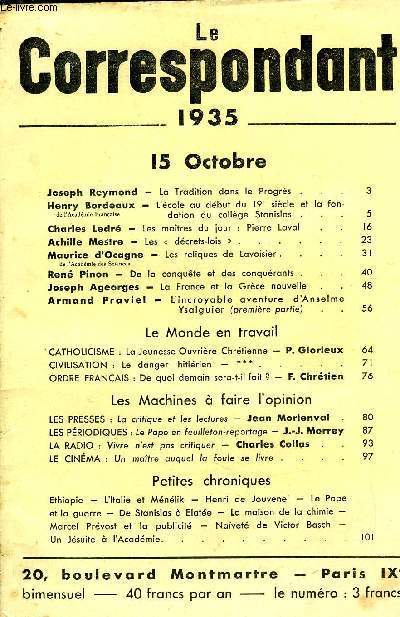 Le-livre.com
Le
Correspondant
1935
15 Octobre
Joseph Reymond — La Tradition dans le Progrès . . . 3
Henry Bordeaux — L'école au début du 19e siècle et la fon-
de l'Académie française
dation du collège Stanislas . . 5
Charles Ledré — Les maîtres du jour : Pierre Laval . . 16
Achille Mestre — Les « décrets-lois » . . . . . 23
Maurice d'Ocagne — Les reliques de Lavoisier . . . . 31
de l'Académie des Sciences
René Pinon — De la conquête et des conquérants . . . 40
Joseph Ageorges — La France et la Grèce nouvelle . . 48
Armand Praviel — L'incroyable aventure d'Anselme
Ysalguier (première partie) . . 56
Le Monde en travail
CATHOLICISME : La Jeunesse Ouvrière Chrétienne — P. Glorieux 64
CIVILISATION : Le danger hitlérien — *** . . . . 71
ORDRE FRANÇAIS : De quoi demain sera-t-il fait ? — F. Chrétien 76
Les Machines à faire l'opinion
LES PRESSES : La critique et les lectures — Jean Morienval . 80
LES PÉRIODIQUES : Le Pape en feuilleton-reportage — J.-J. Marray 87
LA RADIO : Vivre n'est pas critiquer — Charles Collas . . 93
LE CINÉMA : Un maître auquel la foule se livre . . . . 97
Petites chroniques
Ethiopie — L'Italie et Ménélik — Henri de Jouvenel — Le Pape
et la guerre — De Stanislas à Elatée — La maison de la chimie —
Marcel Prévost et la publicité — Naïveté de Victor Basch —
Un Jésuite à l'Académie . . . . . . . . 101
20, boulevard Montmartre — Paris IXe
bimensuel — 40 francs par an — le numéro : 3 francs